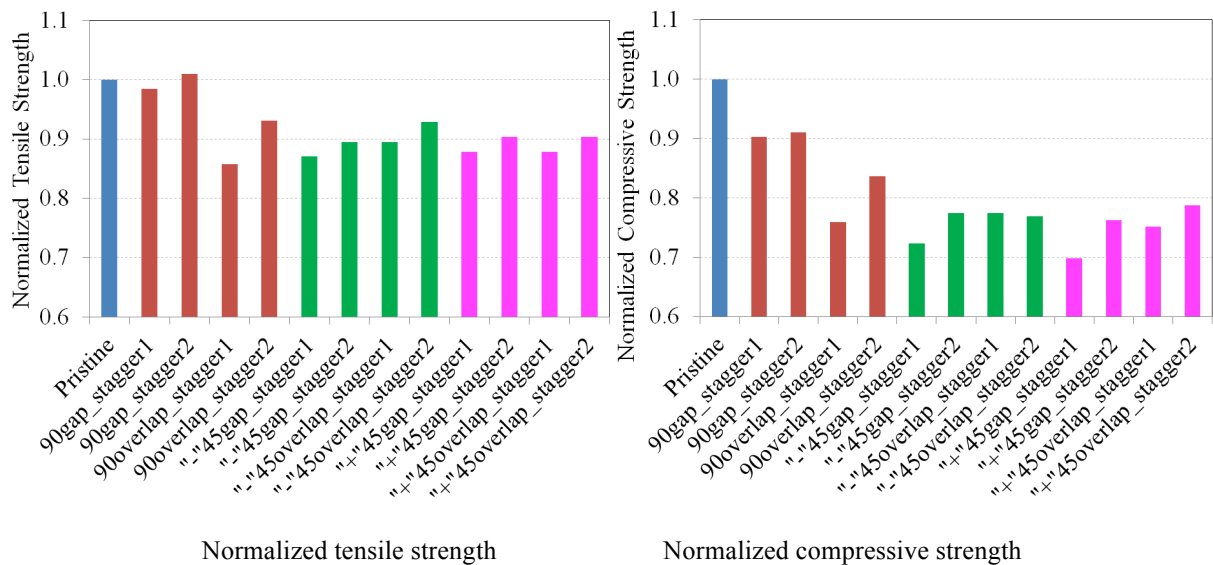 Normalized Tensile Strength
1.1
1.0
0.9
0.8
0.7
0.6
Pristine
90gap_stagger1
90gap_stagger2
90overlap_stagger1
90overlap_stagger2
"-"45gap_stagger1
"-"45gap_stagger2
"-"45overlap_stagger1
"-"45overlap_stagger2
"+"45gap_stagger1
"+"45gap_stagger2
"+"45overlap_stagger1
"+"45overlap_stagger2
Normalized tensile strength
Normalized Compressive Strength
1.1
1.0
0.9
0.8
0.7
0.6
Pristine
90gap_stagger1
90gap_stagger2
90overlap_stagger1
90overlap_stagger2
"-"45gap_stagger1
"-"45gap_stagger2
"-"45overlap_stagger1
"-"45overlap_stagger2
"+"45gap_stagger1
"+"45gap_stagger2
"+"45overlap_stagger1
"+"45overlap_stagger2
Normalized compressive strength